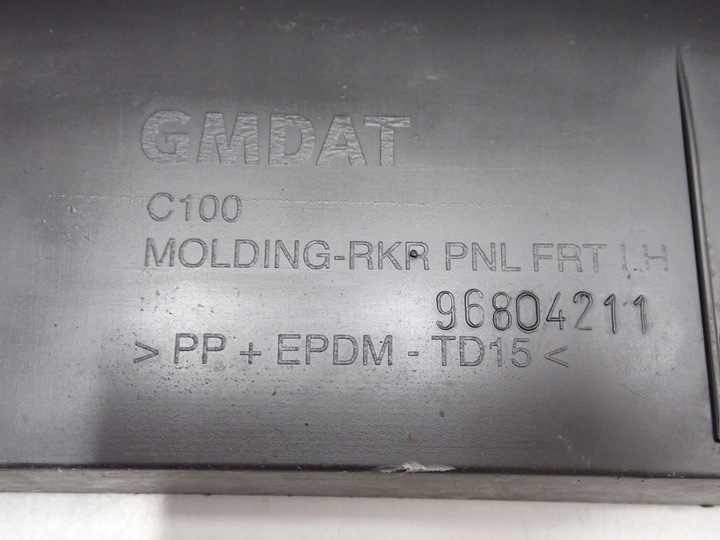 GMDAT
C100
MOLDING-RKR PNL FRT LH
96804211
> PP + EPDM - TD15 <